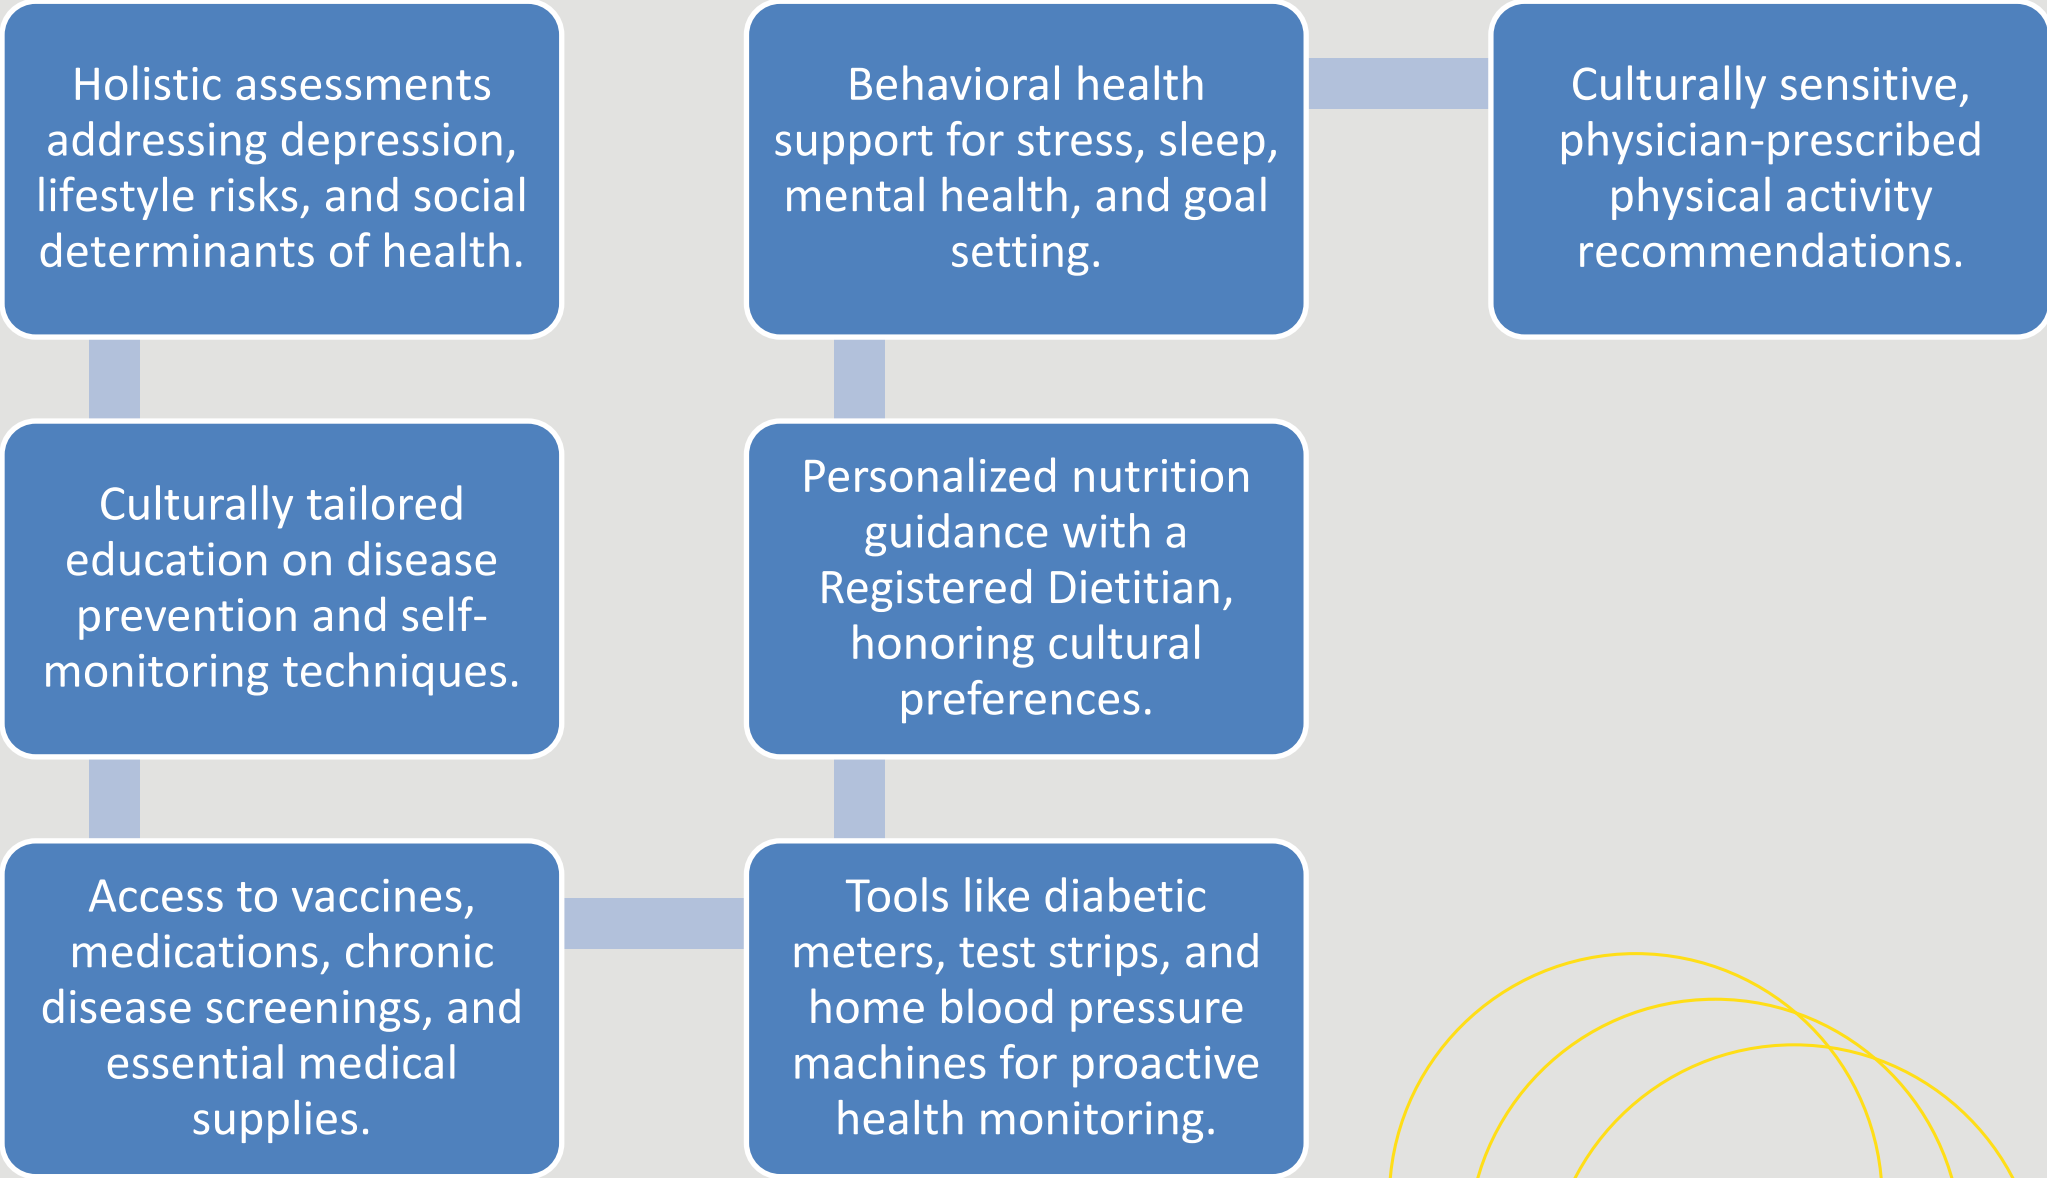 Holistic assessments
addressing depression,
lifestyle risks, and social
determinants of health.
Culturally tailored
education on disease
prevention and self-
monitoring techniques.
Access to vaccines,
medications, chronic
disease screenings, and
essential medical
supplies.
Tools like diabetic
meters, test strips, and
home blood pressure
machines for proactive
health monitoring.
Personalized nutrition
guidance with a
Registered Dietitian,
honoring cultural
preferences.
Behavioral health
support for stress, sleep,
mental health, and goal
setting.
Culturally sensitive,
physician-prescribed
physical activity
recommendations.